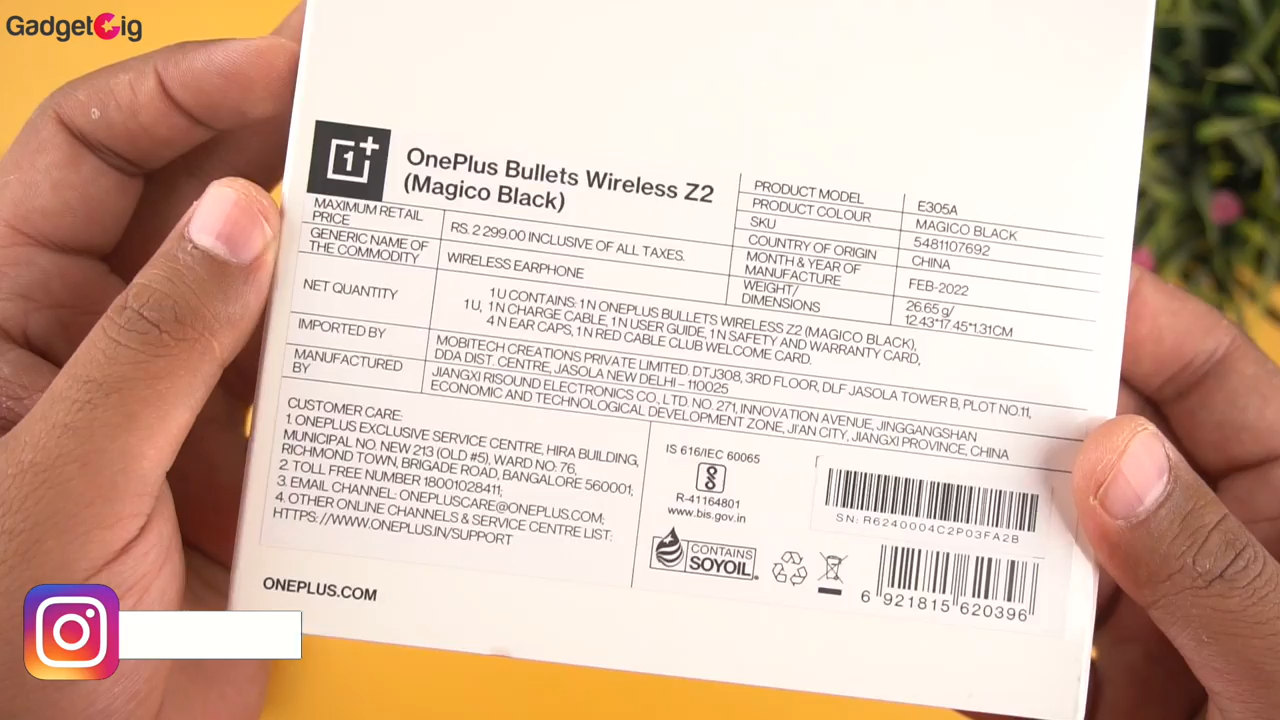 GadgetGig
OnePlus Bullets Wireless Z2
(Magico Black)
PRODUCT MODEL E305A
PRODUCT COLOUR MAGICO BLACK
SKU 5481107692
COUNTRY OF ORIGIN CHINA
MONTH & YEAR OF
MANUFACTURE FEB-2022
WEIGHT/
DIMENSIONS
26.65 g/
12.43*17.45*1.31CM
MAXIMUM RETAIL
PRICE
RS. 2 299.00 INCLUSIVE OF ALL TAXES.
GENERIC NAME OF
THE COMMODITY
WIRELESS EARPHONE
NET QUANTITY
1U CONTAINS: 1 N ONEPLUS BULLETS WIRELESS Z2 (MAGICO BLACK),
1U, 1 N CHARGE CABLE, 1 N USER GUIDE, 1 N SAFETY AND WARRANTY CARD,
4 N EAR CAPS, 1 N RED CABLE CLUB WELCOME CARD.
IMPORTED BY
MOBITECH CREATIONS PRIVATE LIMITED. DTJ308, 3RD FLOOR, DLF JASOLA TOWER B, PLOT NO.11,
DDA DIST. CENTRE, JASOLA NEW DELHI – 110025
MANUFACTURED
BY
JIANGXI RISOUND ELECTRONICS CO., LTD. NO. 271, INNOVATION AVENUE, JINGGANGSHAN
ECONOMIC AND TECHNOLOGICAL DEVELOPMENT ZONE, JI'AN CITY, JIANGXI PROVINCE, CHINA
CUSTOMER CARE:
1. ONEPLUS EXCLUSIVE SERVICE CENTRE, HIRA BUILDING,
MUNICIPAL NO. NEW 213 (OLD #5), WARD NO: 76,
RICHMOND TOWN, BRIGADE ROAD, BANGALORE 560001;
2. TOLL FREE NUMBER 18001028411;
3. EMAIL CHANNEL: ONEPLUSCARE@ONEPLUS.COM;
4. OTHER ONLINE CHANNELS & SERVICE CENTRE LIST:
HTTPS://WWW.ONEPLUS.IN/SUPPORT
IS 616/IEC 60065
R-41164801
www.bis.gov.in
CONTAINS
SOYOIL
SN: R6240004C2P03FA2B
6 921815 620396
ONEPLUS.COM